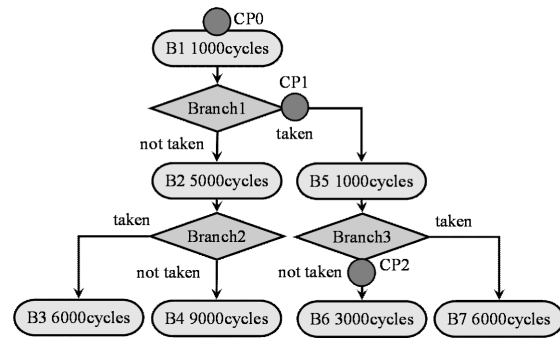 CP0
B1 1000cycles
CP1
Branch1
not taken
taken
B2 5000cycles
B5 1000cycles
taken
Branch2
Branch3
taken
not taken
not taken
CP2
B3 6000cycles
B4 9000cycles
B6 3000cycles
B7 6000cycles